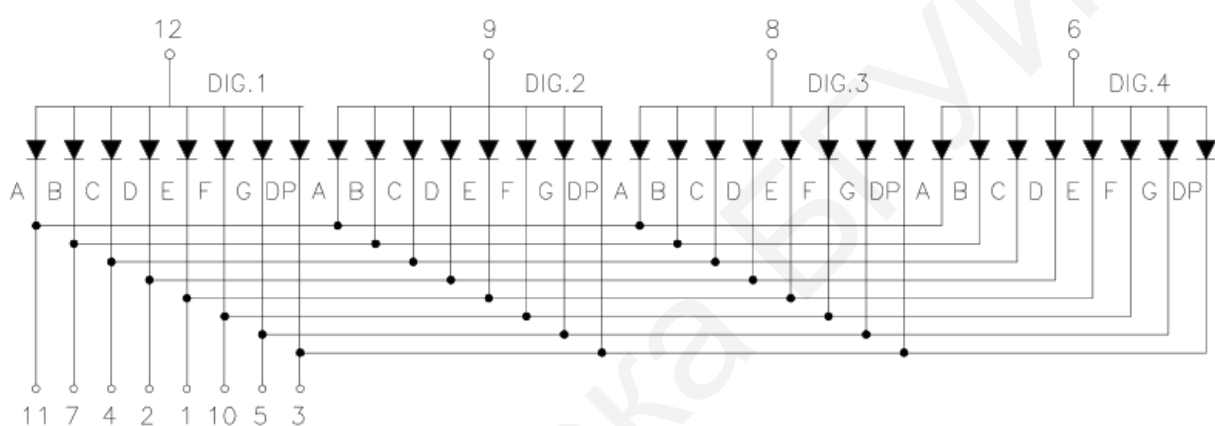 12 9 8 6
DIG.1 DIG.2 DIG.3 DIG.4
A B C D E F G DP A B C D E F G DP A B C D E F G DP A B C D E F G DP
11 7 4 2 1 10 5 3